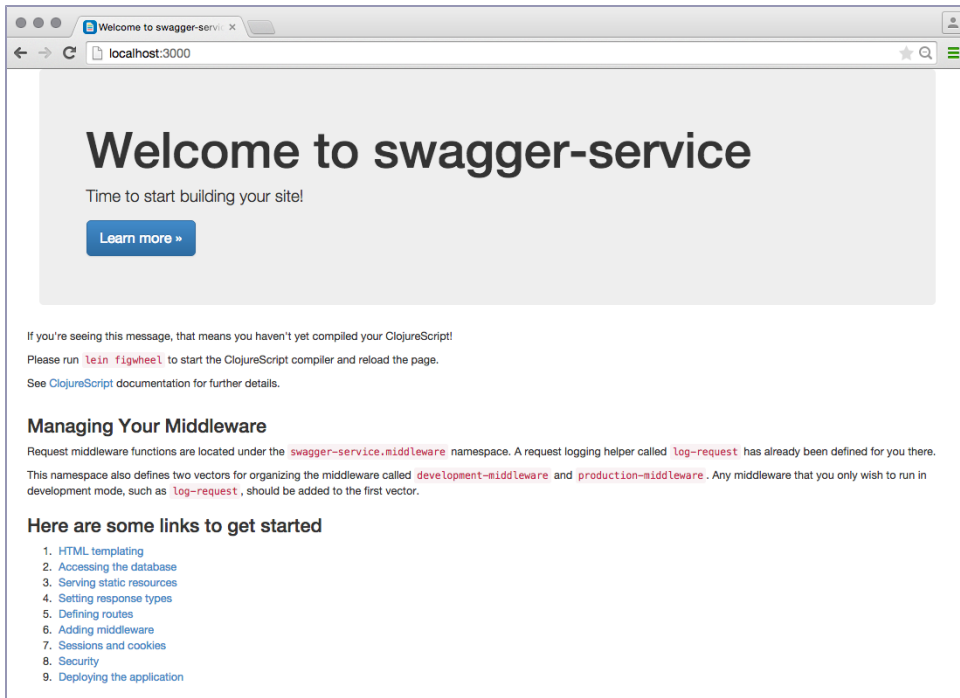 Welcome to swagger-servic
localhost:3000
Welcome to swagger-service
Time to start building your site!
Learn more »
If you're seeing this message, that means you haven't yet compiled your ClojureScript!
Please run lein figwheel to start the ClojureScript compiler and reload the page.
See ClojureScript documentation for further details.
Managing Your Middleware
Request middleware functions are located under the swagger-service.middleware namespace. A request logging helper called log-request has already been defined for you there.
This namespace also defines two vectors for organizing the middleware called development-middleware and production-middleware. Any middleware that you only wish to run in
development mode, such as log-request, should be added to the first vector.
Here are some links to get started
1. HTML templating
2. Accessing the database
3. Serving static resources
4. Setting response types
5. Defining routes
6. Adding middleware
7. Sessions and cookies
8. Security
9. Deploying the application